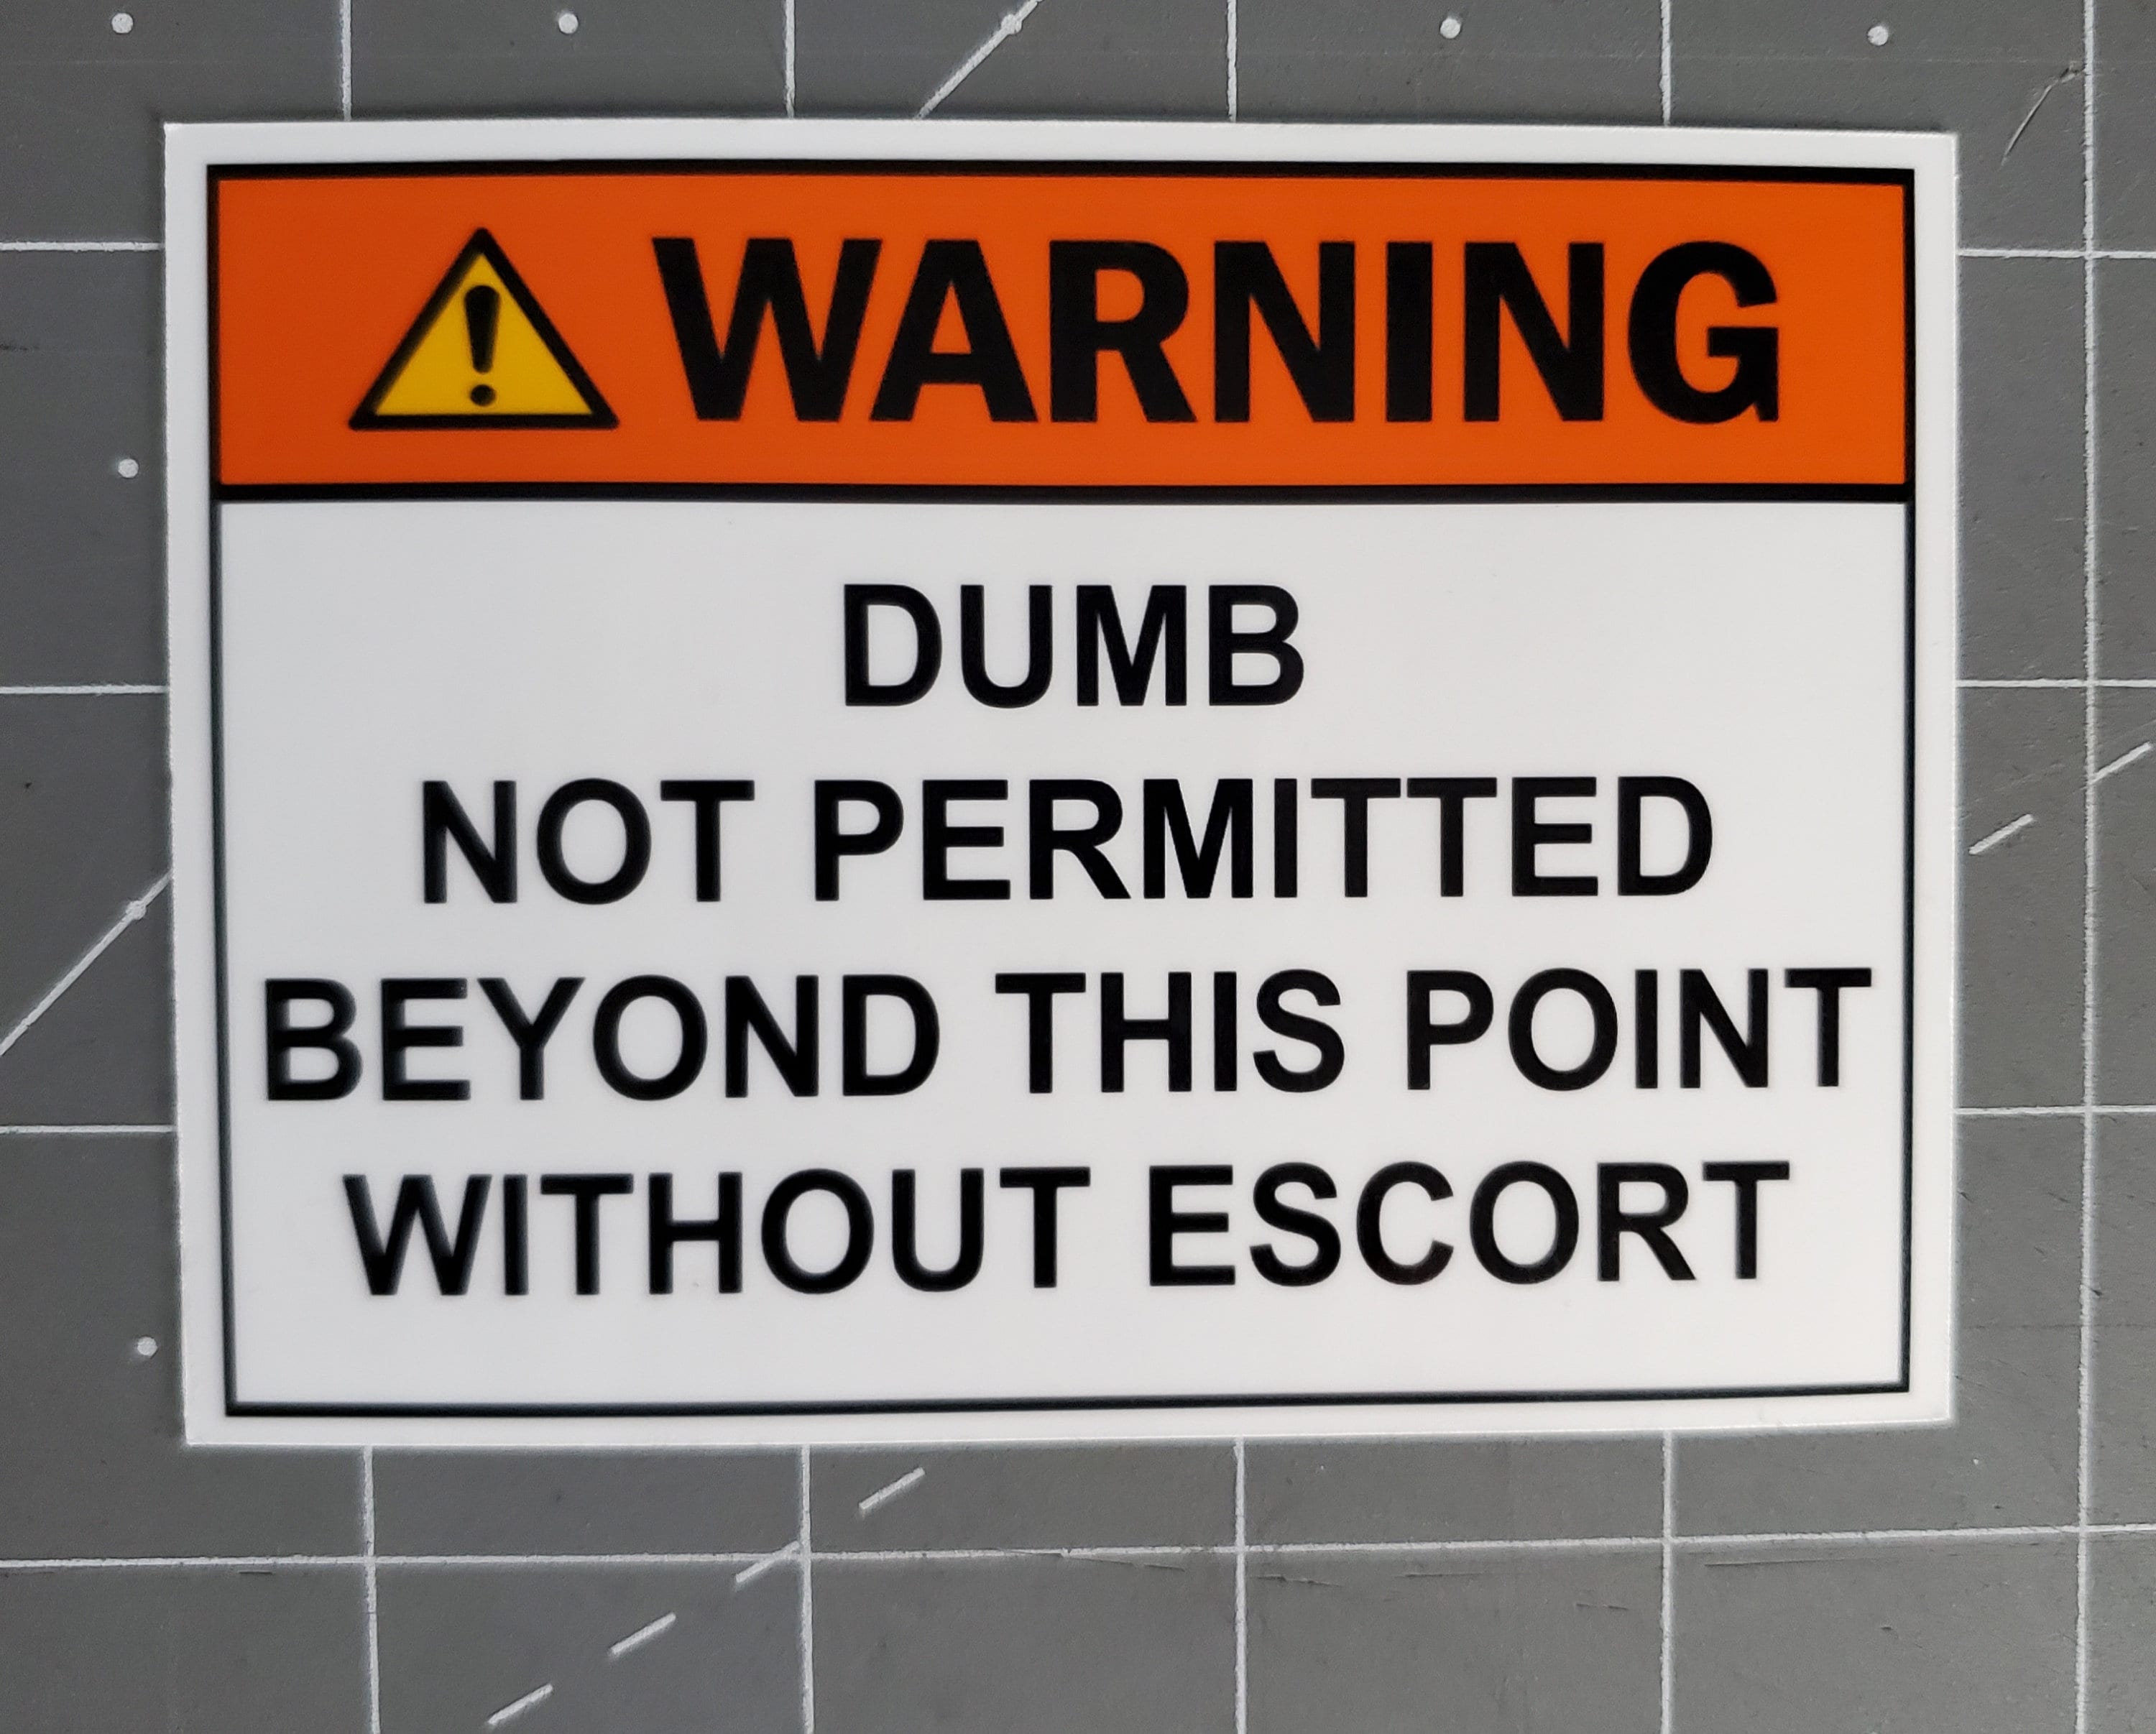 WARNING
DUMB
NOT PERMITTED
BEYOND THIS POINT
WITHOUT ESCORT